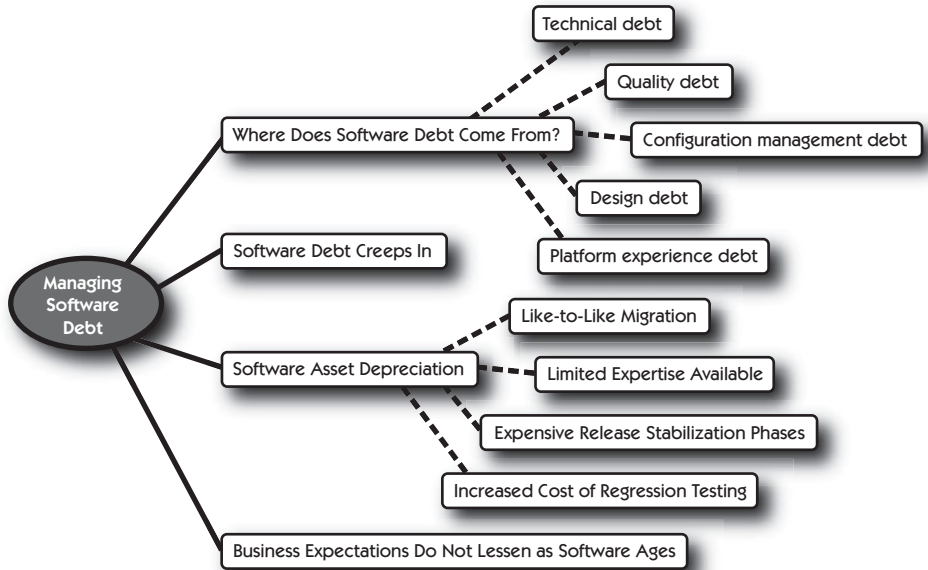 Technical debt
Quality debt
Where Does Software Debt Come From?
Configuration management debt
Design debt
Software Debt Creeps In
Platform experience debt
Managing
Software
Debt
Like-to-Like Migration
Software Asset Depreciation
Limited Expertise Available
Expensive Release Stabilization Phases
Increased Cost of Regression Testing
Business Expectations Do Not Lessen as Software Ages